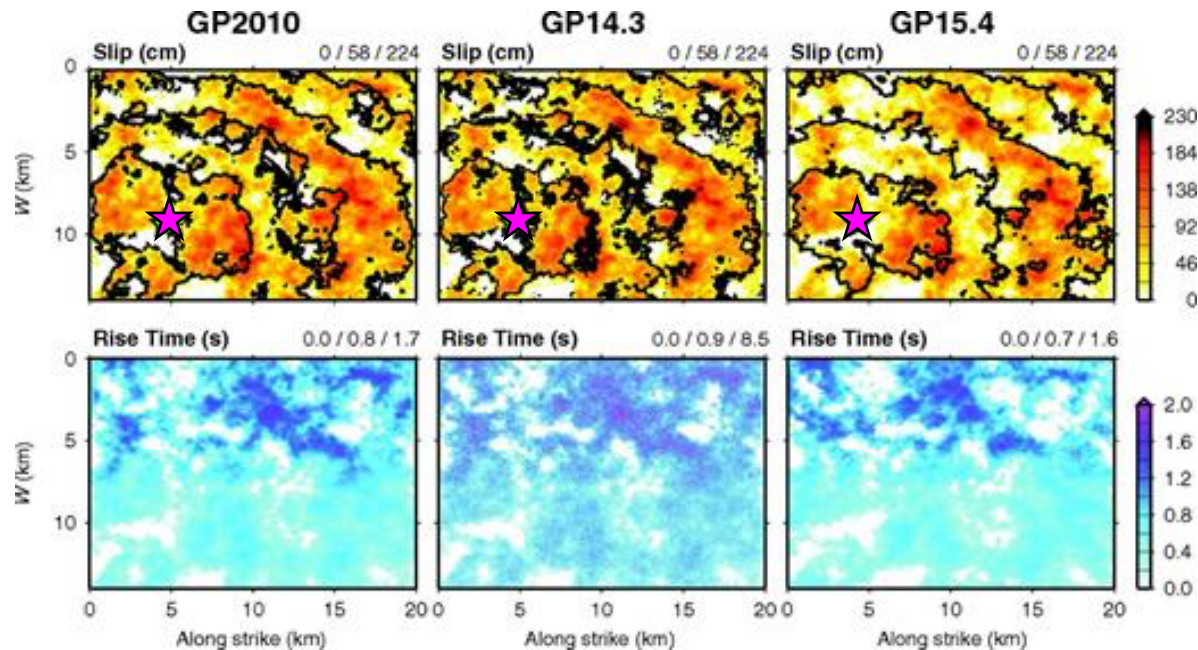 GP2010 GP14.3 GP15.4
Slip (cm) 0 / 58 / 224 Slip (cm) 0 / 58 / 224 Slip (cm) 0 / 58 / 224
0
5
10
W (km)
230
184
138
92
46
0
Rise Time (s) 0.0 / 0.8 / 1.7 Rise Time (s) 0.0 / 0.9 / 8.5 Rise Time (s) 0.0 / 0.7 / 1.6
0
5
10
W (km)
2.0
1.6
1.2
0.8
0.4
0.0
0 5 10 15 20 0 5 10 15 20 0 5 10 15 20
Along strike (km) Along strike (km) Along strike (km)